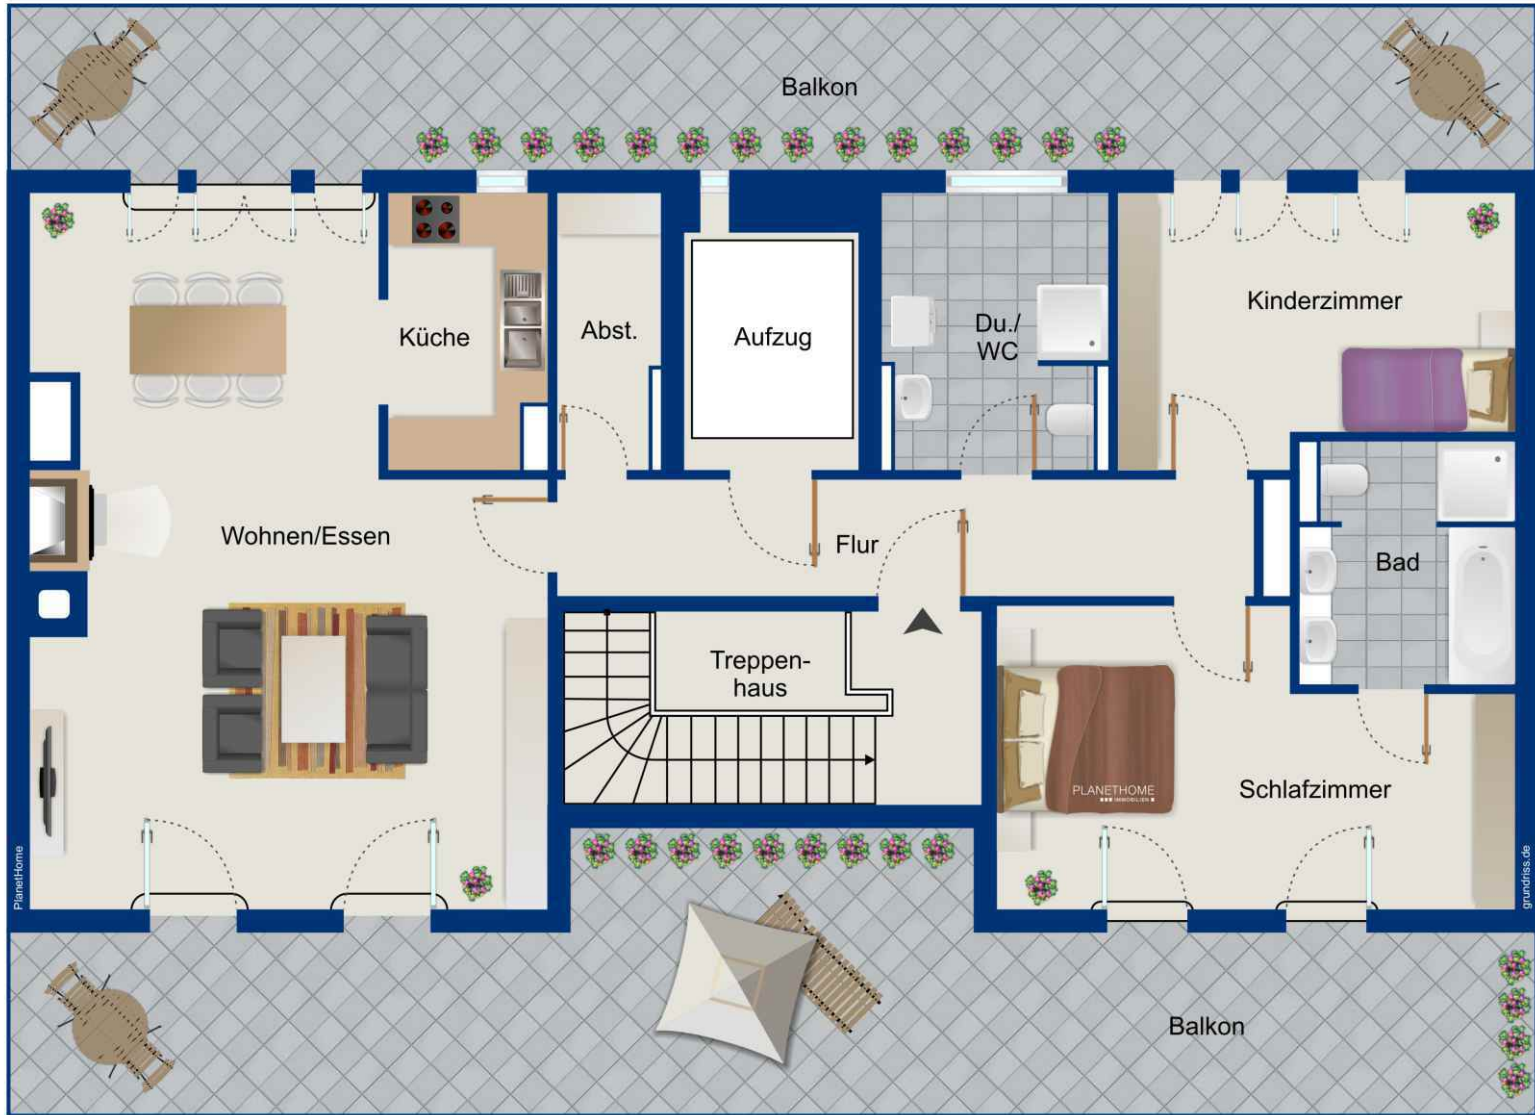 Balkon
Kinderzimmer
Küche
Abst.
Aufzug
Du./
WC
Wohnen/Essen
Flur
Bad
Treppen-
haus
Schlafzimmer
PLANETHOME
IMMOBILIEN
PlanetHome
grundriss.de
Balkon